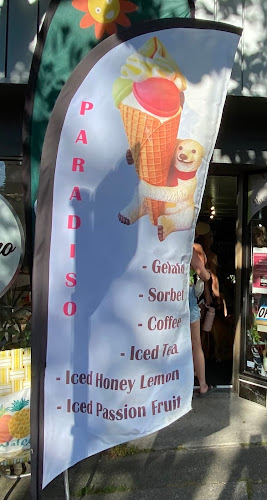 PARADISO
- Gelato
- Sorbet
- Coffee
- Iced Tea
- Iced Honey Lemon
- Iced Passion Fruit